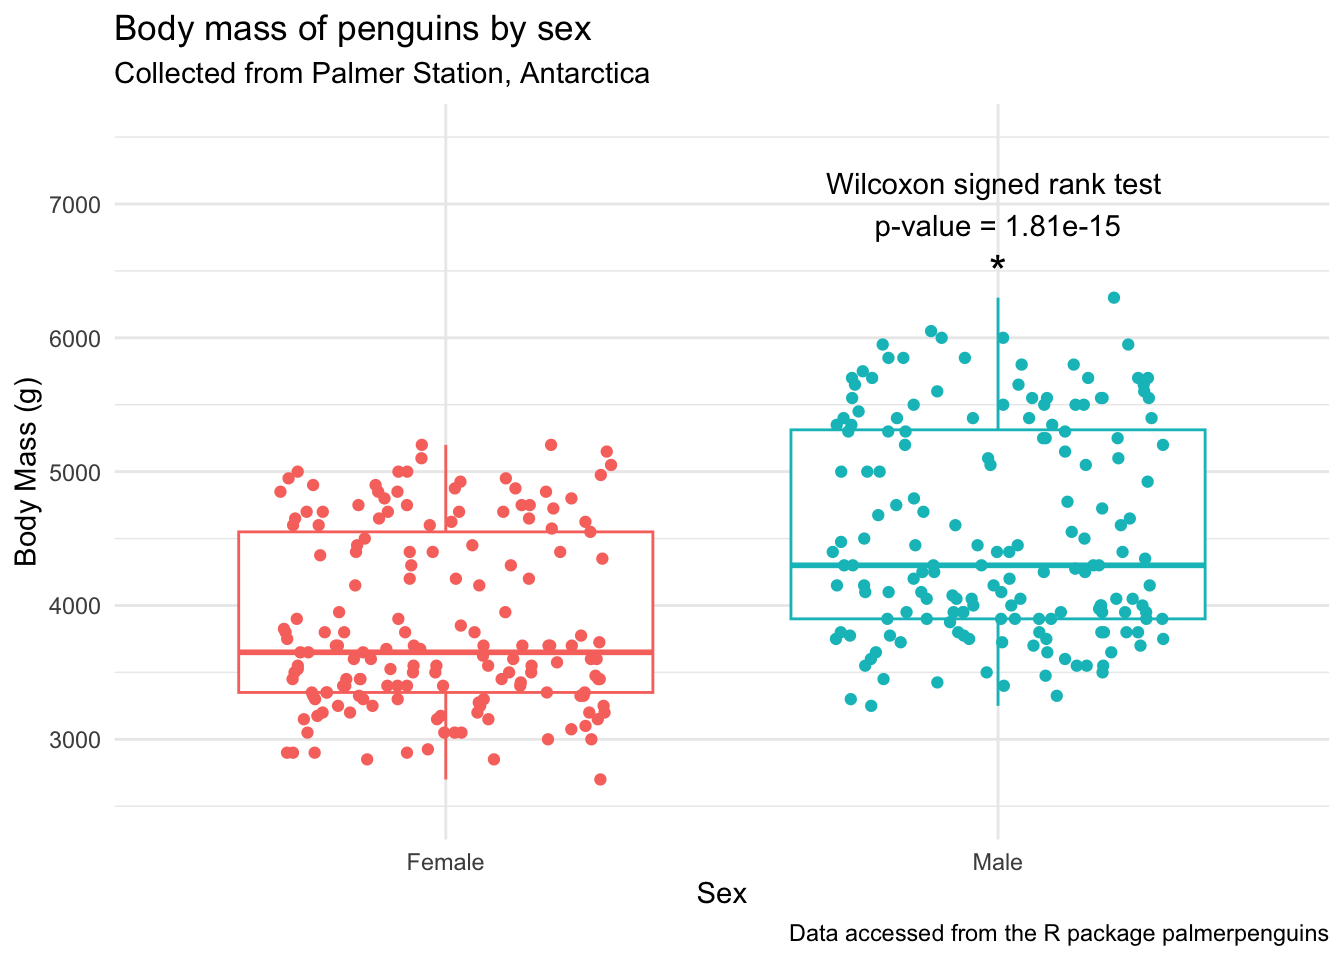 Body mass of penguins by sex
Collected from Palmer Station, Antarctica
Wilcoxon signed rank test
p-value = 1.81e-15
*
7000
6000
5000
4000
3000
Body Mass (g)
Female Male
Sex
Data accessed from the R package palmerpenguins